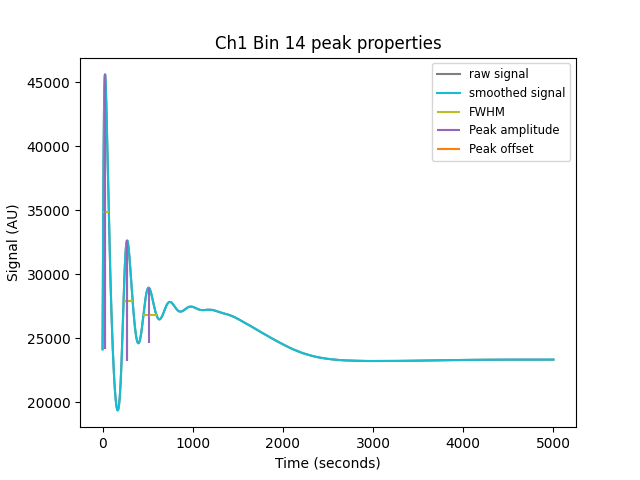 Ch1 Bin 14 peak properties
raw signal
smoothed signal
FWHM
Peak amplitude
Peak offset
Signal (AU)
45000
40000
35000
30000
25000
20000
0 1000 2000 3000 4000 5000
Time (seconds)